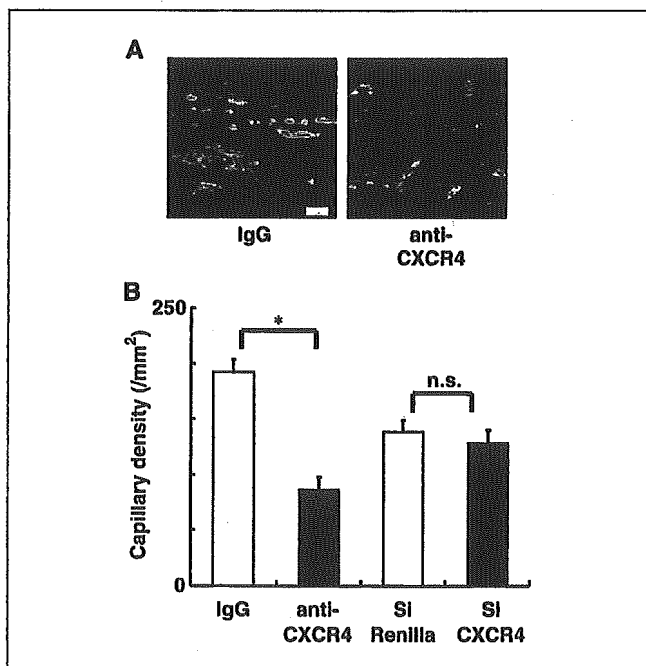 A
IgG
anti-
CXCR4
B
250
*
n.s.
Capillary density (/mm²)
0
IgG
anti-
CXCR4
Si
Renilla
Si
CXCR4